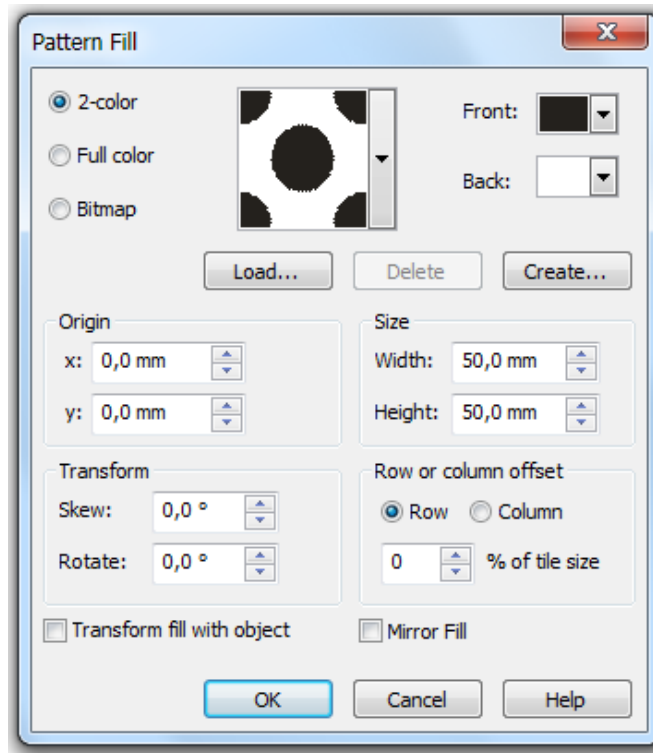 Pattern Fill
2-color
Full color
Bitmap
Front:
Back:
Load...
Delete
Create...
Origin
x: 0,0 mm
y: 0,0 mm
Size
Width: 50,0 mm
Height: 50,0 mm
Transform
Skew: 0,0 °
Rotate: 0,0 °
Row or column offset
Row Column
0 % of tile size
Transform fill with object
Mirror Fill
OK
Cancel
Help